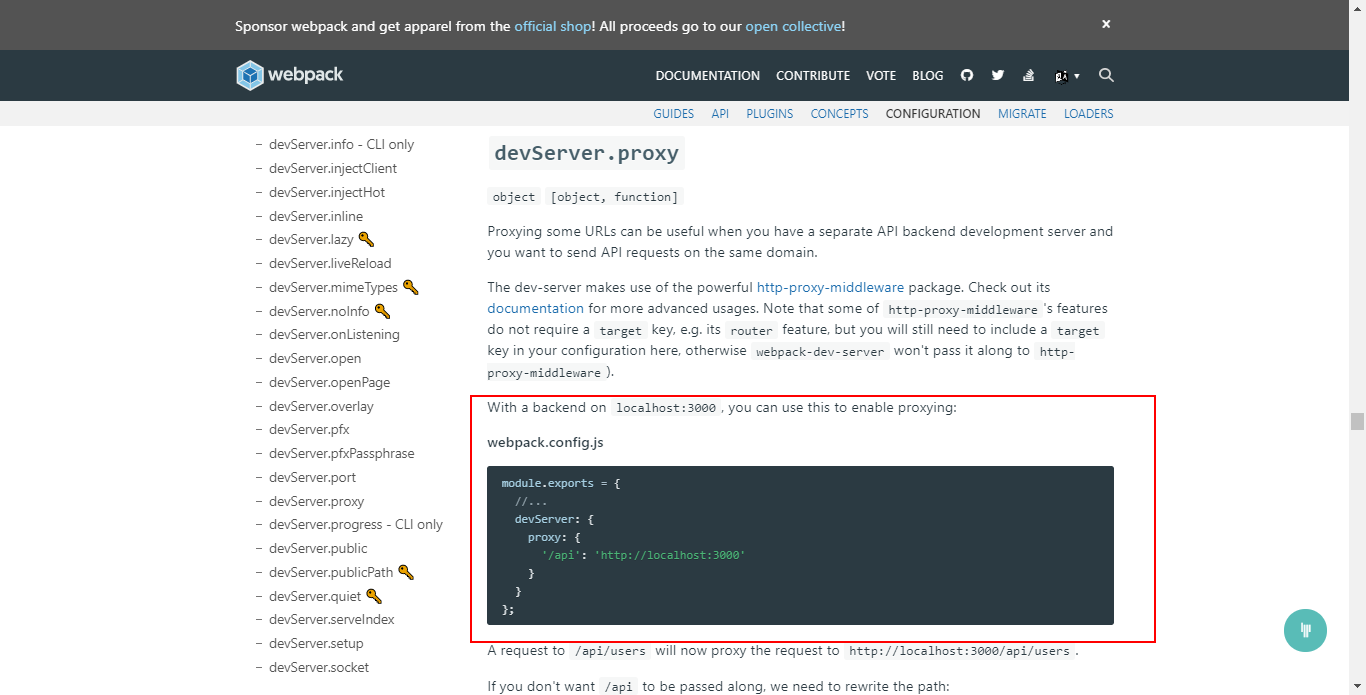 Sponsor webpack and get apparel from the official shop! All proceeds go to our open collective!
×
webpack
DOCUMENTATION CONTRIBUTE VOTE BLOG
GUIDES API PLUGINS CONCEPTS CONFIGURATION MIGRATE LOADERS
– devServer.info - CLI only
– devServer.injectClient
– devServer.injectHot
– devServer.inline
– devServer.lazy
– devServer.liveReload
– devServer.mimeTypes
– devServer.noInfo
– devServer.onListening
– devServer.open
– devServer.openPage
– devServer.overlay
– devServer.pfx
– devServer.pfxPassphrase
– devServer.port
– devServer.proxy
– devServer.progress - CLI only
– devServer.public
– devServer.publicPath
– devServer.quiet
– devServer.serveIndex
– devServer.setup
– devServer.socket
devServer.proxy
object [object, function]
Proxying some URLs can be useful when you have a separate API backend development server and
you want to send API requests on the same domain.
The dev-server makes use of the powerful http-proxy-middleware package. Check out its
documentation for more advanced usages. Note that some of http-proxy-middleware 's features
do not require a target key, e.g. its router feature, but you will still need to include a target
key in your configuration here, otherwise webpack-dev-server won't pass it along to http-
proxy-middleware ).
With a backend on localhost:3000 , you can use this to enable proxying:
webpack.config.js
module.exports = {
//...
devServer: {
proxy: {
'/api': 'http://localhost:3000'
}
}
};
A request to /api/users will now proxy the request to http://localhost:3000/api/users .
If you don't want /api to be passed along, we need to rewrite the path: